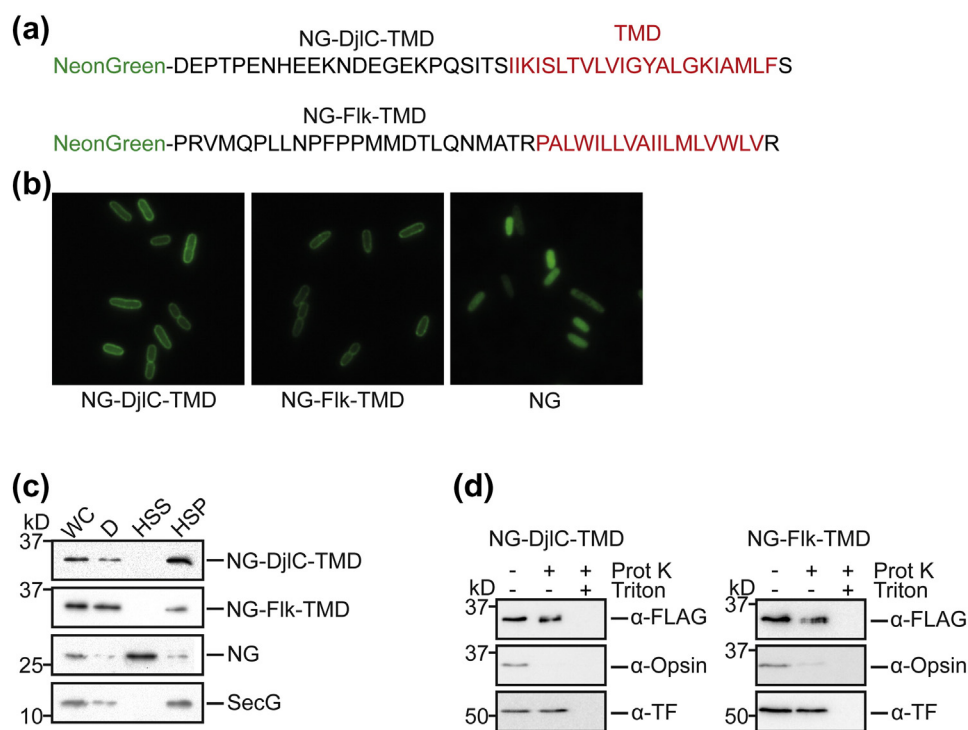 (a)
NG-DjlC-TMD TMD
NeonGreen-DEPTPENHEEKNDEGEKPQSITSIIKISLTVLVIGYALGKIAMLFS
NG-Flk-TMD
NeonGreen-PRVMQPLLNPFPPMMDTLQNMATRPALWILLVAIILMLVWLVR
(b)
NG-DjlC-TMD NG-Flk-TMD NG
(c)
kD WC D HSS HSP
37
NG-DjlC-TMD
37
NG-Flk-TMD
NG
25
SecG
10
(d)
NG-DjlC-TMD NG-Flk-TMD
- + + Prot K - + + Prot K
kD + Triton kD + Triton
37 α-FLAG 37 α-FLAG
37 α-Opsin 37 α-Opsin
50 α-TF 50 α-TF